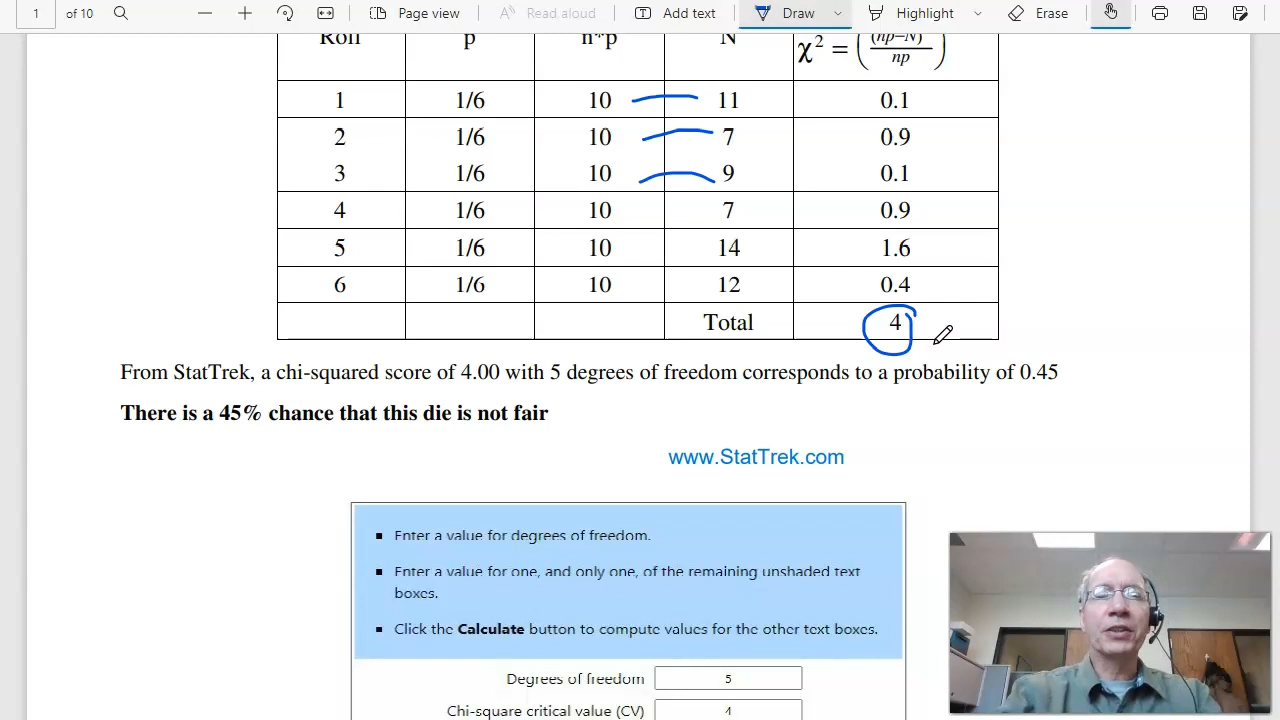 1 of 10 Page view Read aloud Add text Draw Highlight Erase
Roll p n*p N χ² = ( (np−N) / np )
1 1/6 10 11 0.1
2 1/6 10 7 0.9
3 1/6 10 9 0.1
4 1/6 10 7 0.9
5 1/6 10 14 1.6
6 1/6 10 12 0.4
Total 4
From StatTrek, a chi-squared score of 4.00 with 5 degrees of freedom corresponds to a probability of 0.45
There is a 45% chance that this die is not fair
www.StatTrek.com
▪ Enter a value for degrees of freedom.
▪ Enter a value for one, and only one, of the remaining unshaded text
boxes.
▪ Click the Calculate button to compute values for the other text boxes.
Degrees of freedom 5
Chi-square critical value (CV) 4